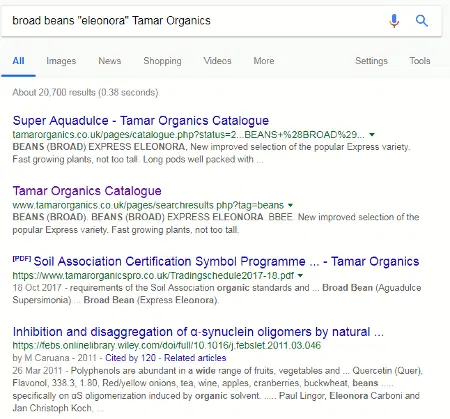 broad beans "eleonora" Tamar Organics
All Images News Shopping Videos More Settings Tools
About 20,700 results (0.38 seconds)
Super Aquadulce - Tamar Organics Catalogue
tamarorganics.co.uk/pages/catalogue.php?status=2...BEANS+%28BROAD%29...
BEANS (BROAD) EXPRESS ELEONORA, New improved selection of the popular Express variety.
Fast growing plants, not too tall. Long pods well packed with ...
Tamar Organics Catalogue
www.tamarorganics.co.uk/pages/searchresults.php?tag=beans
BEANS (BROAD). BEANS (BROAD) EXPRESS ELEONORA BBEE. New improved selection of the
popular Express variety. Fast growing plants, not too tall.
[PDF] Soil Association Certification Symbol Programme ... - Tamar Organics
https://www.tamarorganicspro.co.uk/Tradingschedule2017-18.pdf
18 Oct 2017 - requirements of the Soil Association organic standards and ... Broad Bean (Aguadulce
Supersimonia) ... Broad Bean (Express Eleonora).
Inhibition and disaggregation of α-synuclein oligomers by natural ...
https://febs.onlinelibrary.wiley.com/doi/full/10.1016/j.febslet.2011.03.046
by M Caruana - 2011 - Cited by 120 - Related articles
26 Mar 2011 - Polyphenols are abundant in a wide range of fruits, vegetables and ... Quercetin (Quer),
Flavonol, 338.3, 1.80, Red/yellow onions, tea, wine, apples, cranberries, buckwheat, beans .....
specifically on αS oligomerization induced by organic solvent. ..... Paul Lingor, Eleonora Carboni and
Jan Christoph Koch, ...